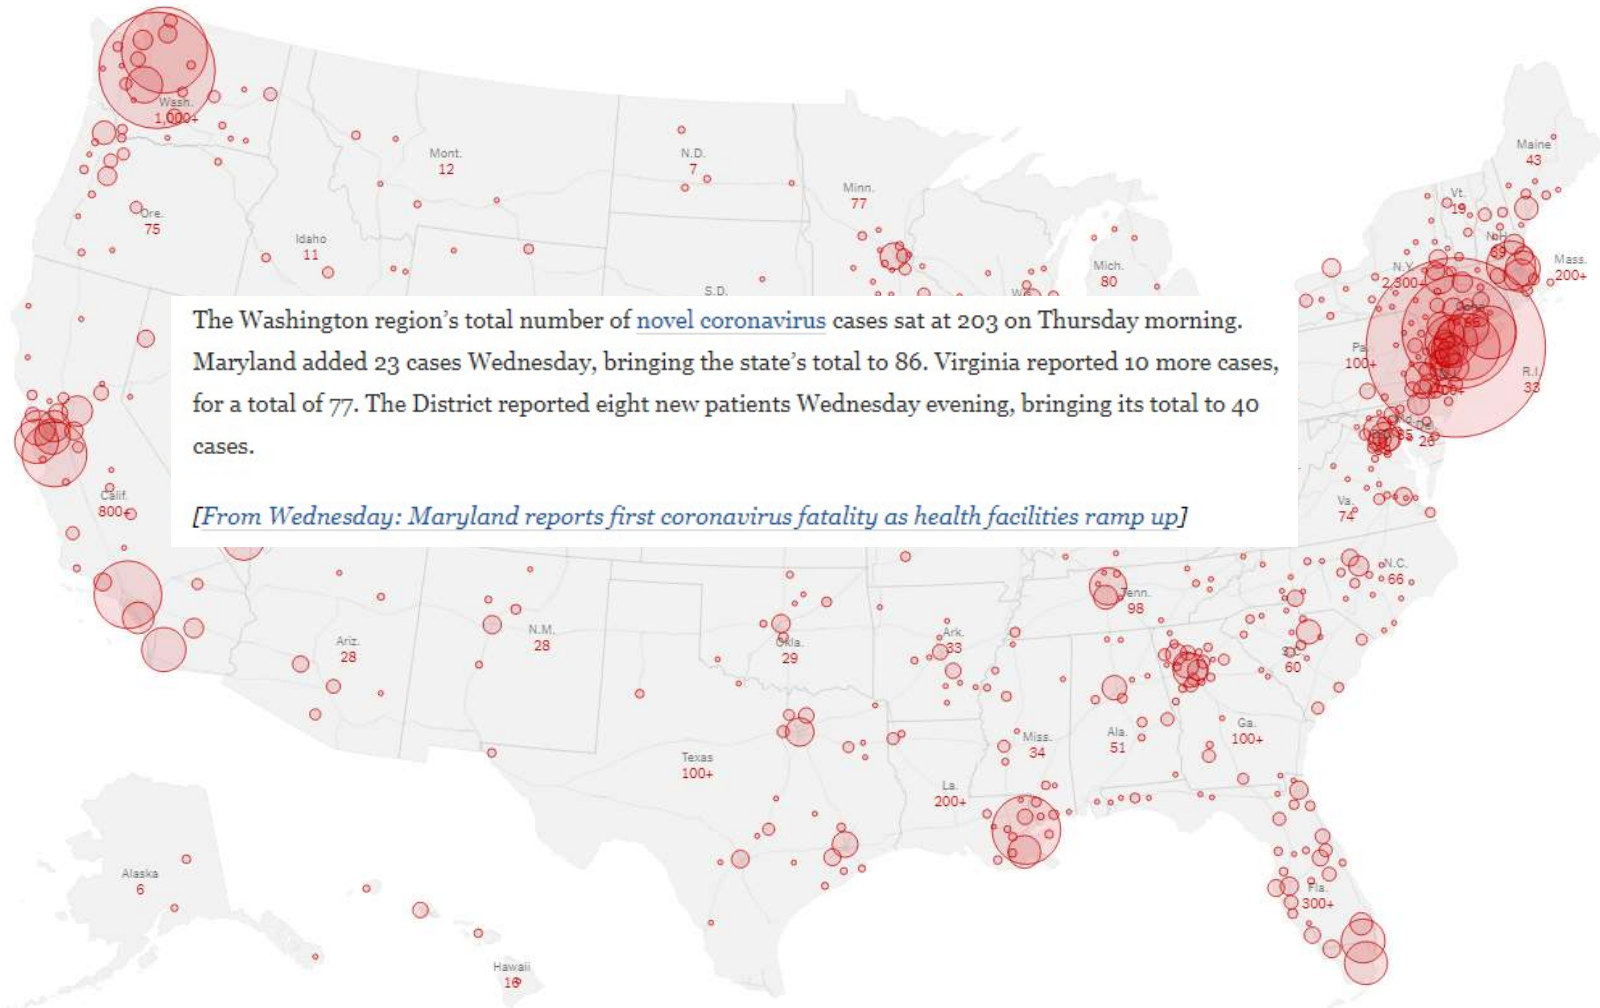 Wash.
1,000+
Mont.
12
N.D.
7
Minn.
77
Maine
43
Vt.
19
Ore.
75
Idaho
11
S.D.
Mich.
80
N.Y.
2,300+
Mass.
200+
The Washington region's total number of novel coronavirus cases sat at 203 on Thursday morning.
Maryland added 23 cases Wednesday, bringing the state's total to 86. Virginia reported 10 more cases,
for a total of 77. The District reported eight new patients Wednesday evening, bringing its total to 40
cases.
[From Wednesday: Maryland reports first coronavirus fatality as health facilities ramp up]
Pa.
100+
R.I.
33
Calif.
800+
Va.
74
N.C.
66
Tenn.
98
Ariz.
28
N.M.
28
Okla.
29
Ark.
33
S.C.
60
Texas
100+
Miss.
34
Ala.
51
Ga.
100+
La.
200+
Alaska
6
Hawaii
16
Fla.
300+